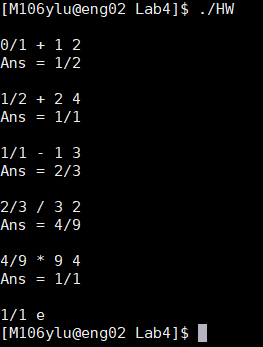 [M106ylu@eng02 Lab4]$ ./HW
0/1 + 1 2
Ans = 1/2
1/2 + 2 4
Ans = 1/1
1/1 - 1 3
Ans = 2/3
2/3 / 3 2
Ans = 4/9
4/9 * 9 4
Ans = 1/1
1/1 e
[M106ylu@eng02 Lab4]$